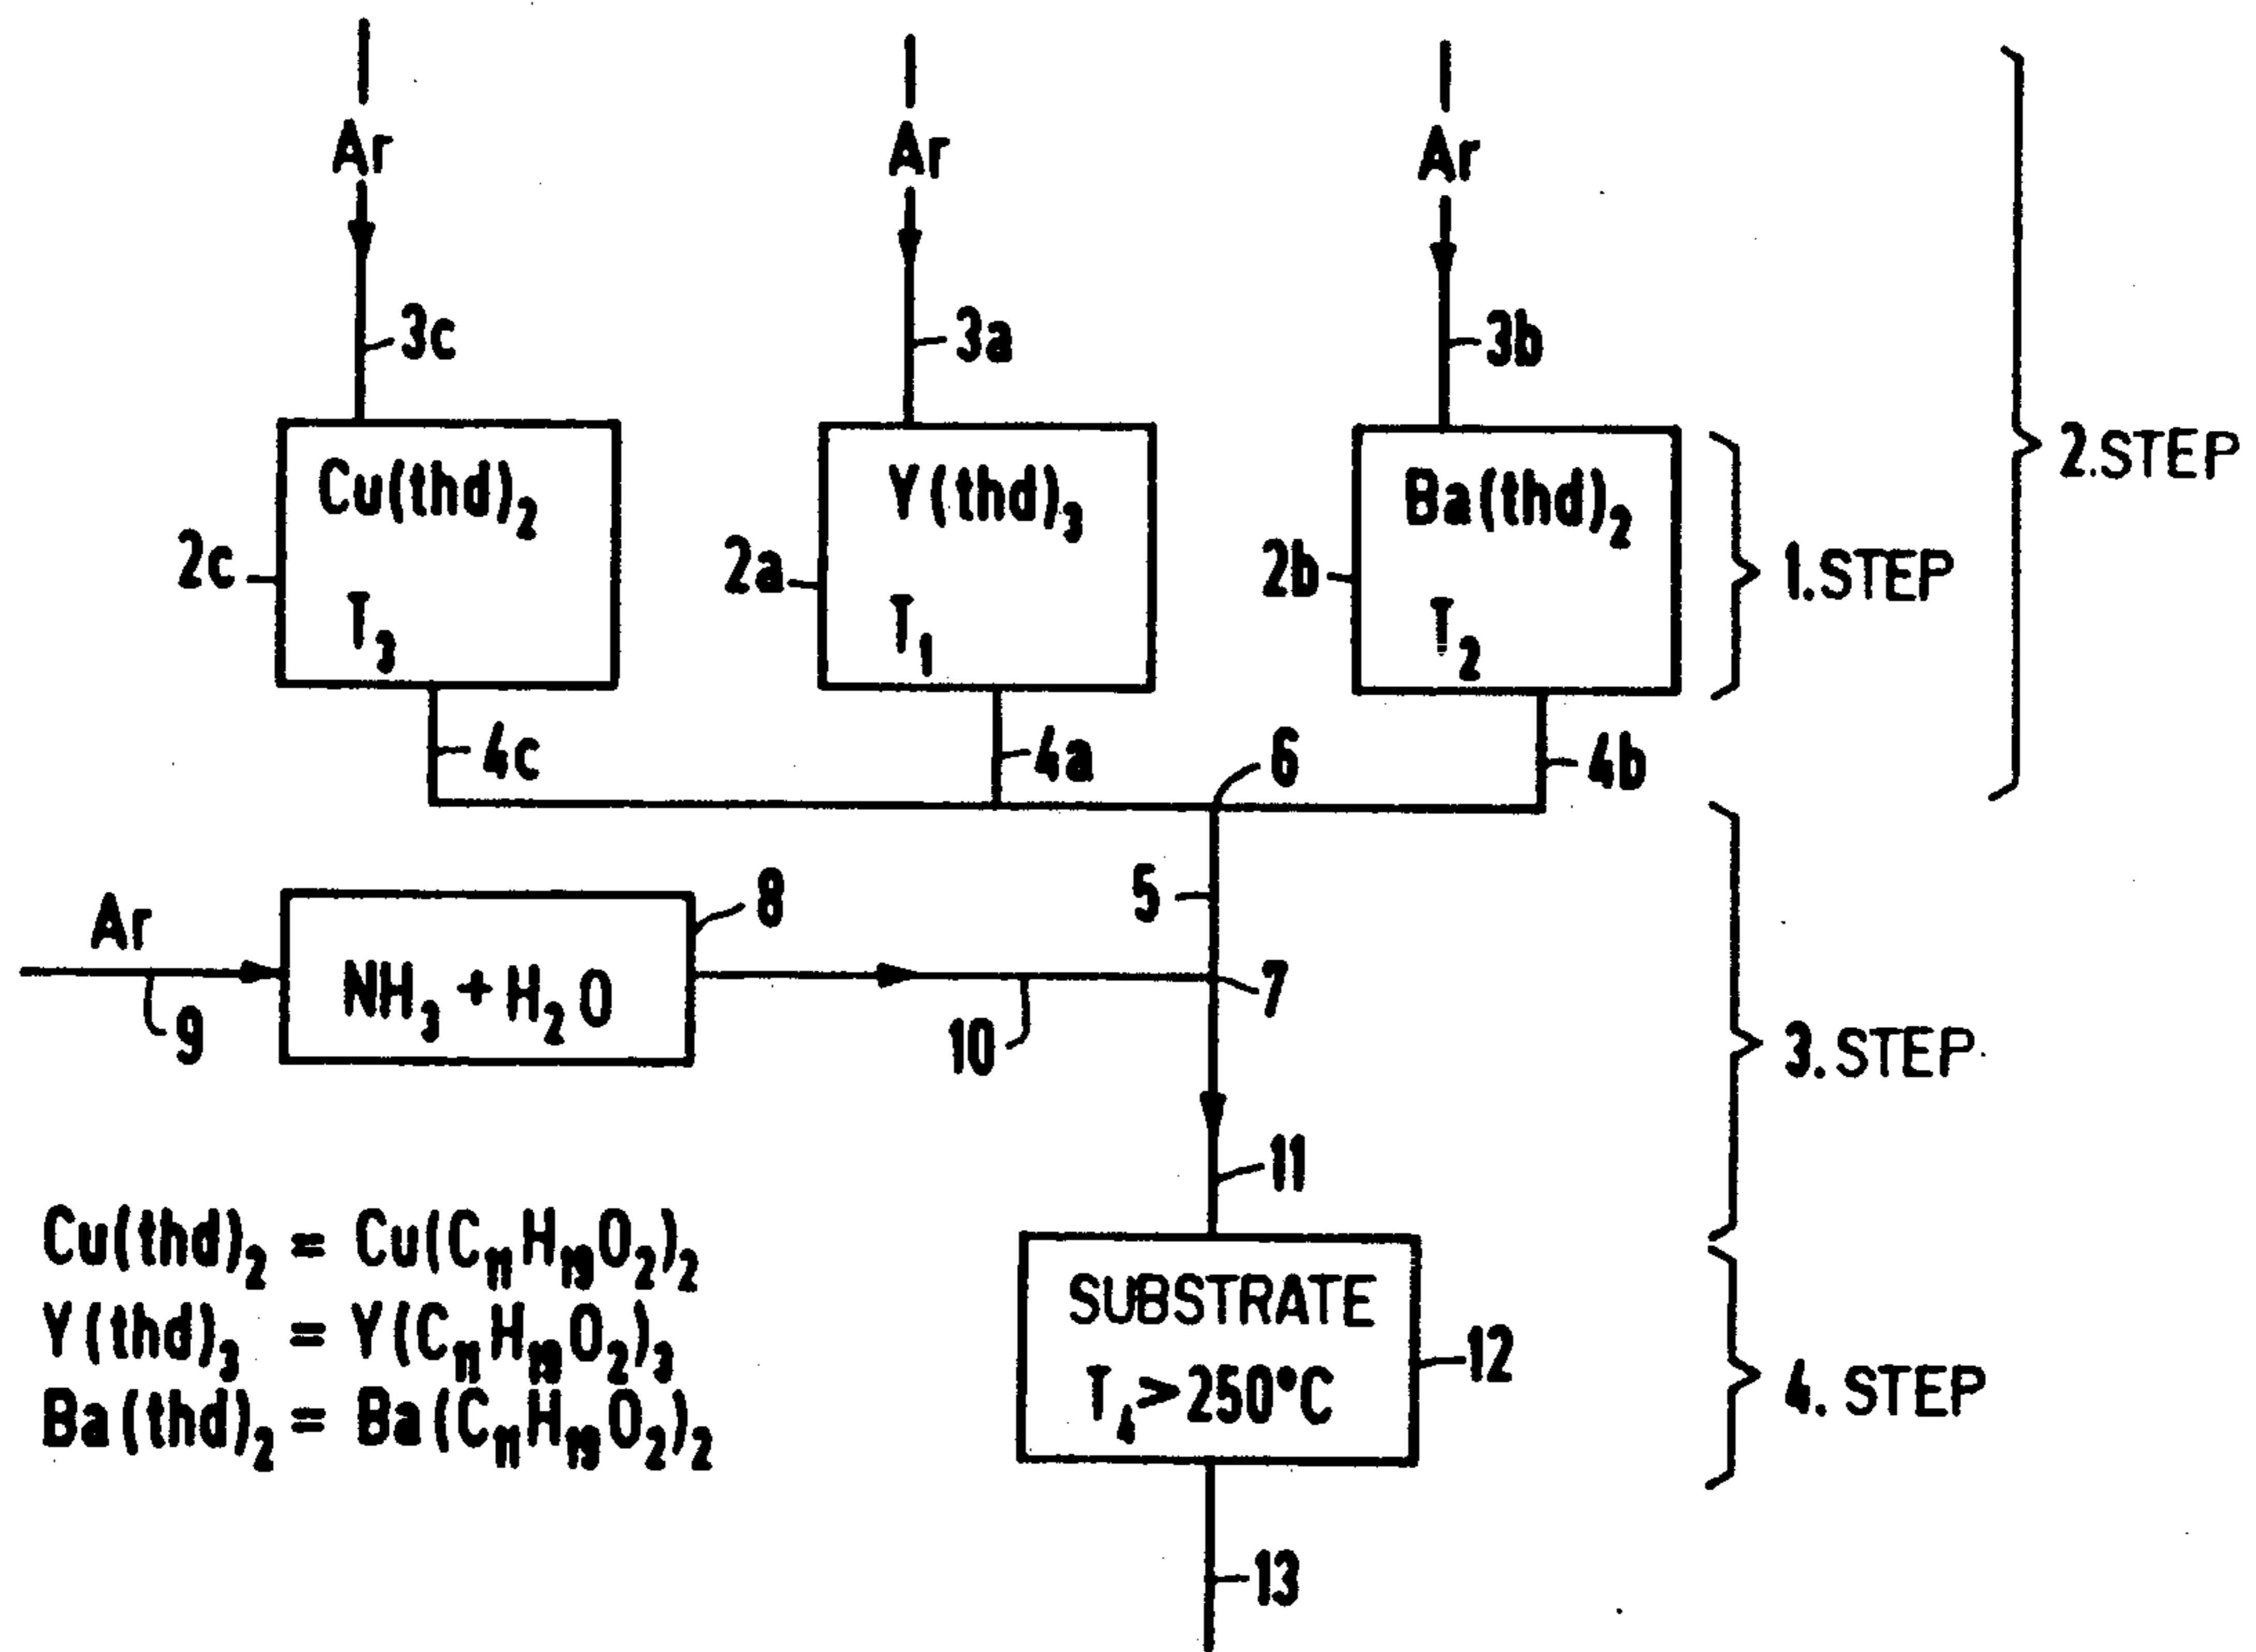 Ar
Ar
Ar
3c
3a
3b
2.STEP
Cu(thd)₂
Y(thd)₃
Ba(thd)₂
2c
2a
2b
1.STEP
T₃
T₁
T₂
4c
4a
6
4b
Ar
8
5
NH₃ + H₂O
7
9
10
3. STEP
11
Cu(thd)₂ = Cu(C₁₁H₁₉O₂)₂
Y(thd)₃ = Y(C₁₁H₁₉O₂)₃
Ba(thd)₂ = Ba(C₁₁H₁₉O₂)₂
SUBSTRATE
T₄>250°C
12
4. STEP
13